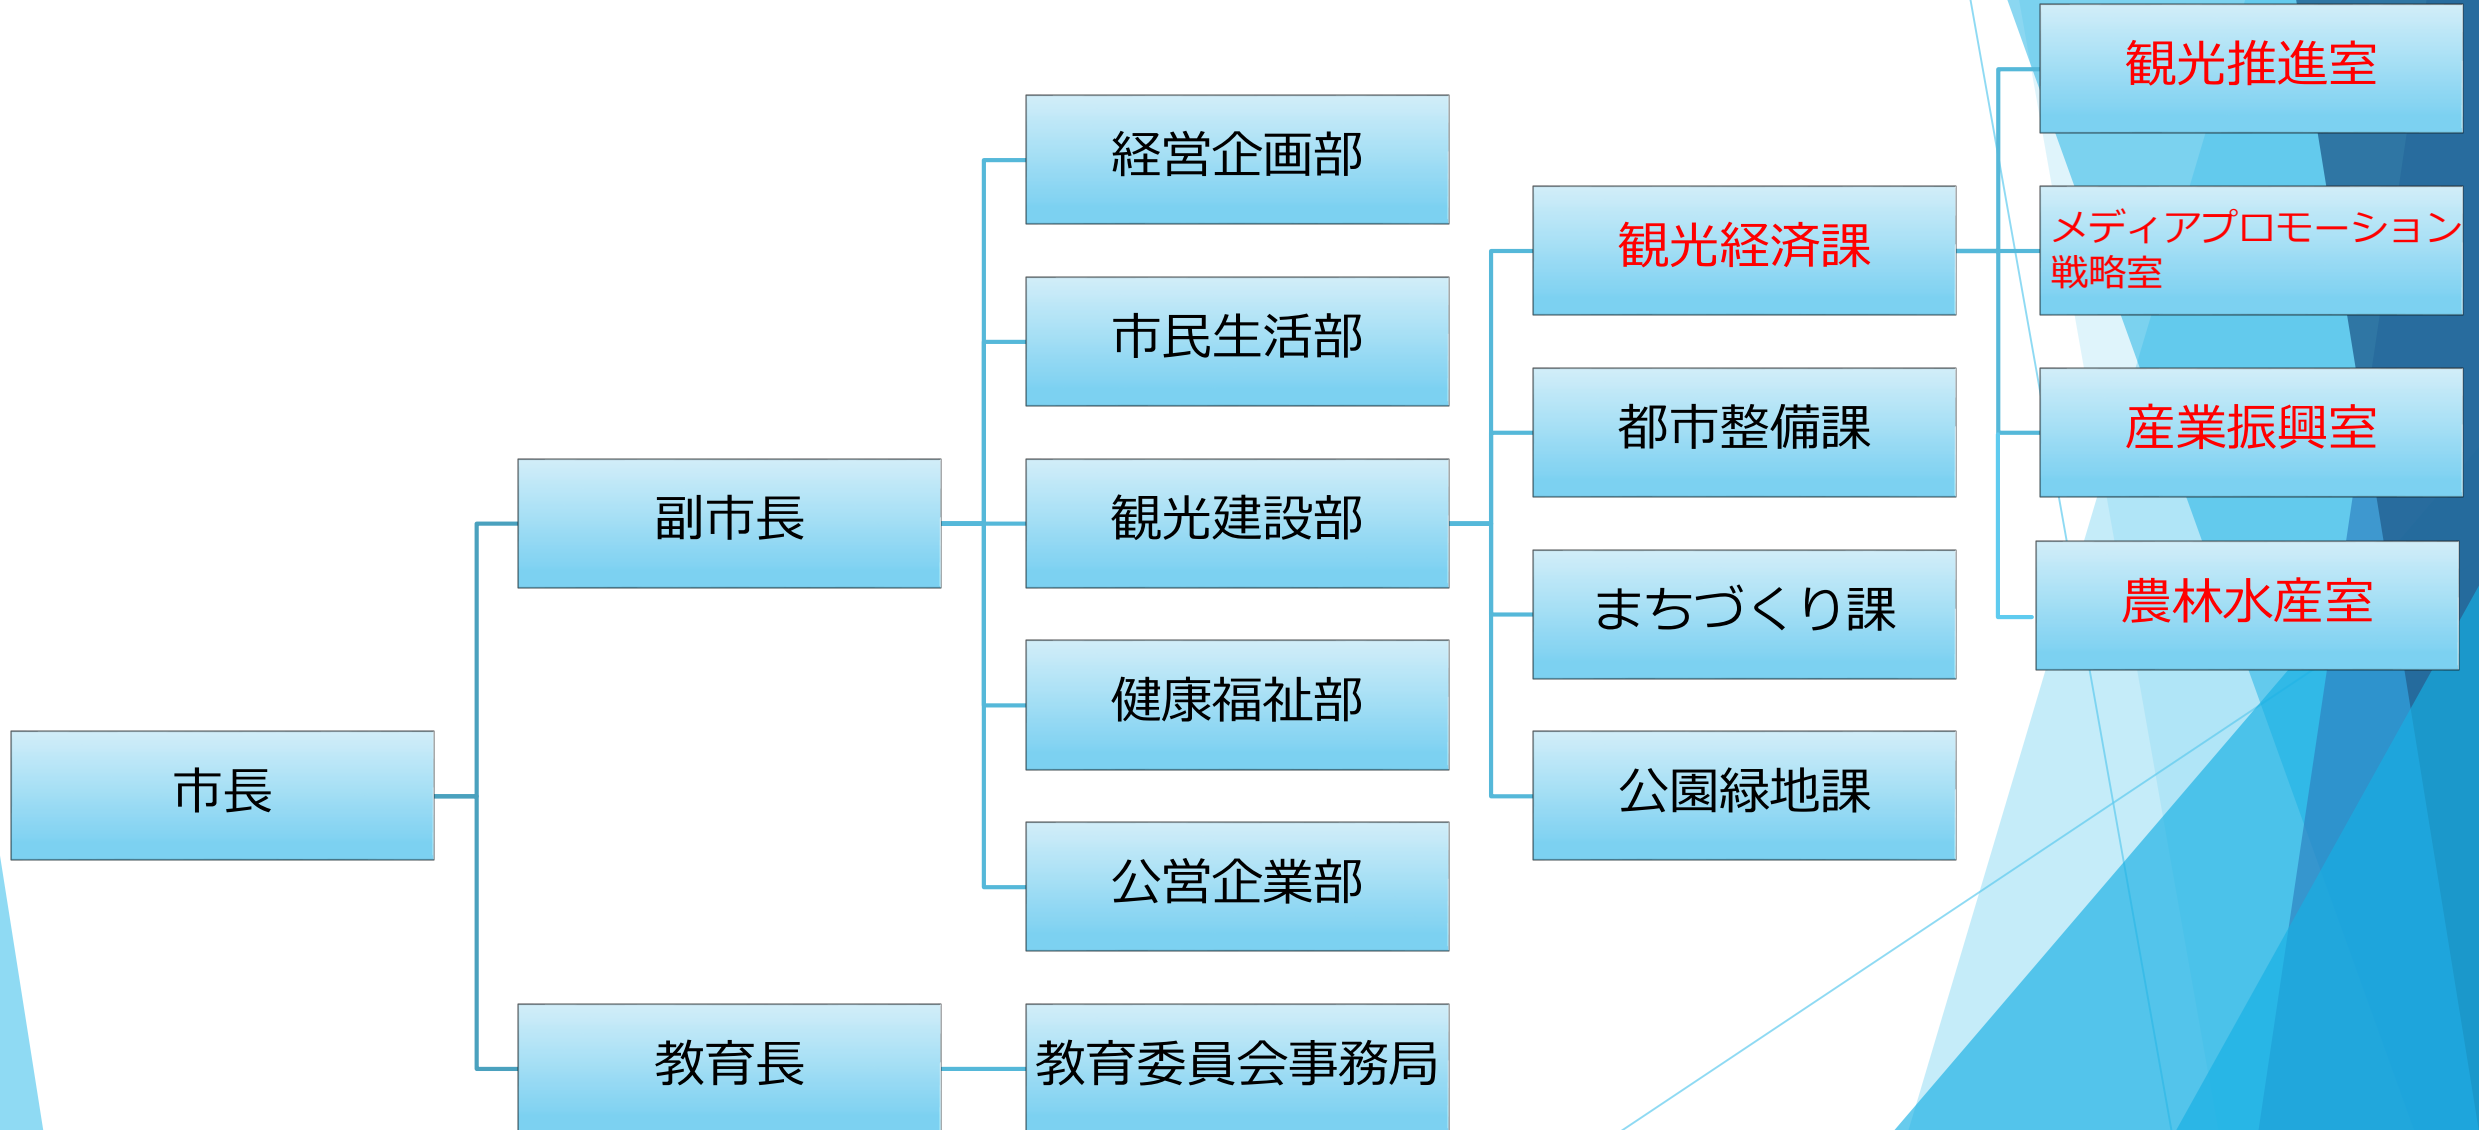 市長
副市長
教育長
経営企画部
市民生活部
観光建設部
健康福祉部
公営企業部
教育委員会事務局
観光経済課
都市整備課
まちづくり課
公園緑地課
観光推進室
メディアプロモーション
戦略室
産業振興室
農林水産室